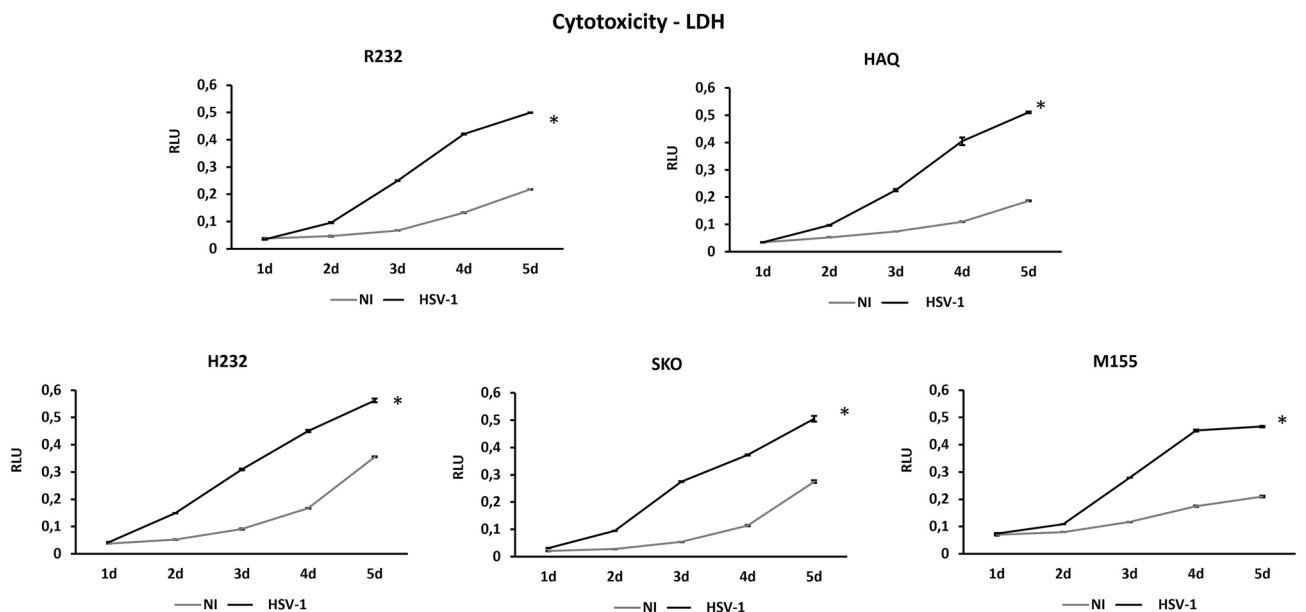 Cytotoxicity - LDH
R232
0,6
0,5
0,4
0,3
0,2
0,1
0
RLU
1d 2d 3d 4d 5d
*
NI HSV-1
HAQ
0,6
0,5
0,4
0,3
0,2
0,1
0
RLU
1d 2d 3d 4d 5d
*
NI HSV-1
H232
0,6
0,5
0,4
0,3
0,2
0,1
0
RLU
1d 2d 3d 4d 5d
*
NI HSV-1
SKO
0,6
0,5
0,4
0,3
0,2
0,1
0
RLU
1d 2d 3d 4d 5d
*
NI HSV-1
M155
0,6
0,5
0,4
0,3
0,2
0,1
0
RLU
1d 2d 3d 4d 5d
*
NI HSV-1